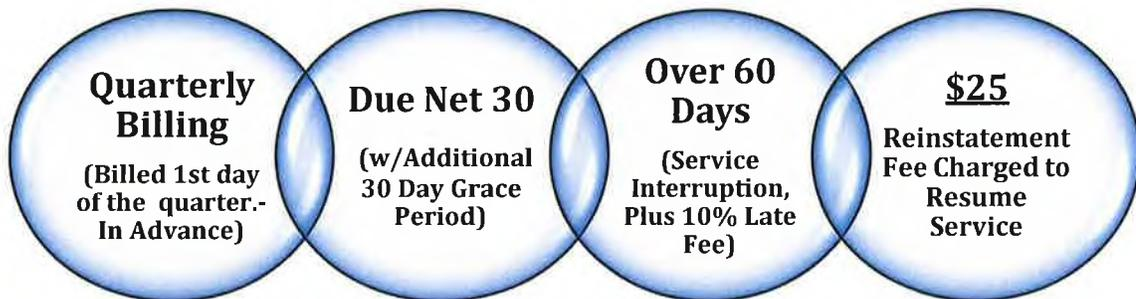 Quarterly
Billing
(Billed 1st day
of the quarter.-
In Advance)
Due Net 30
(w/Additional
30 Day Grace
Period)
Over 60
Days
(Service
Interruption,
Plus 10% Late
Fee)
$25
Reinstatement
Fee Charged to
Resume
Service